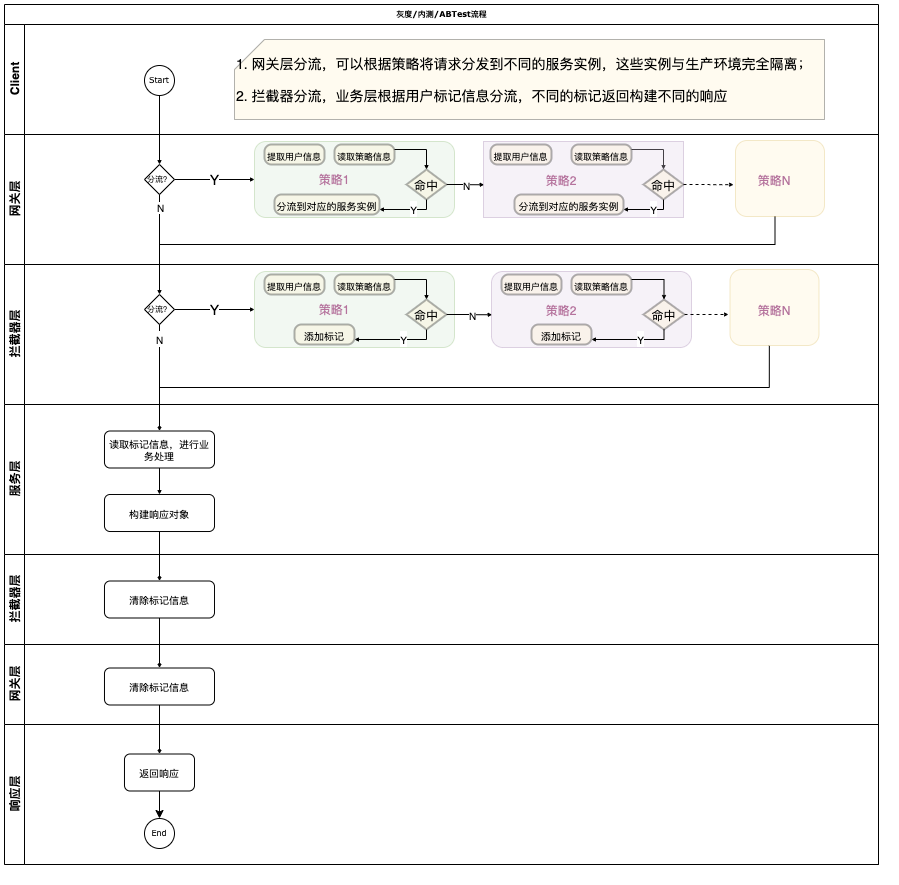 灰度/内测/ABTest流程
Client
Start
1. 网关层分流，可以根据策略将请求分发到不同的服务实例，这些实例与生产环境完全隔离；
2. 拦截器分流，业务层根据用户标记信息分流，不同的标记返回构建不同的响应
网关层
分流?
Y
N
提取用户信息
读取策略信息
策略1
命中
分流到对应的服务实例
Y
N
提取用户信息
读取策略信息
策略2
命中
分流到对应的服务实例
Y
策略N
拦截器层
分流?
Y
N
提取用户信息
读取策略信息
策略1
命中
添加标记
Y
N
提取用户信息
读取策略信息
策略2
命中
添加标记
Y
策略N
服务层
读取标记信息，进行业
务处理
构建响应对象
拦截器层
清除标记信息
网关层
清除标记信息
响应层
返回响应
End